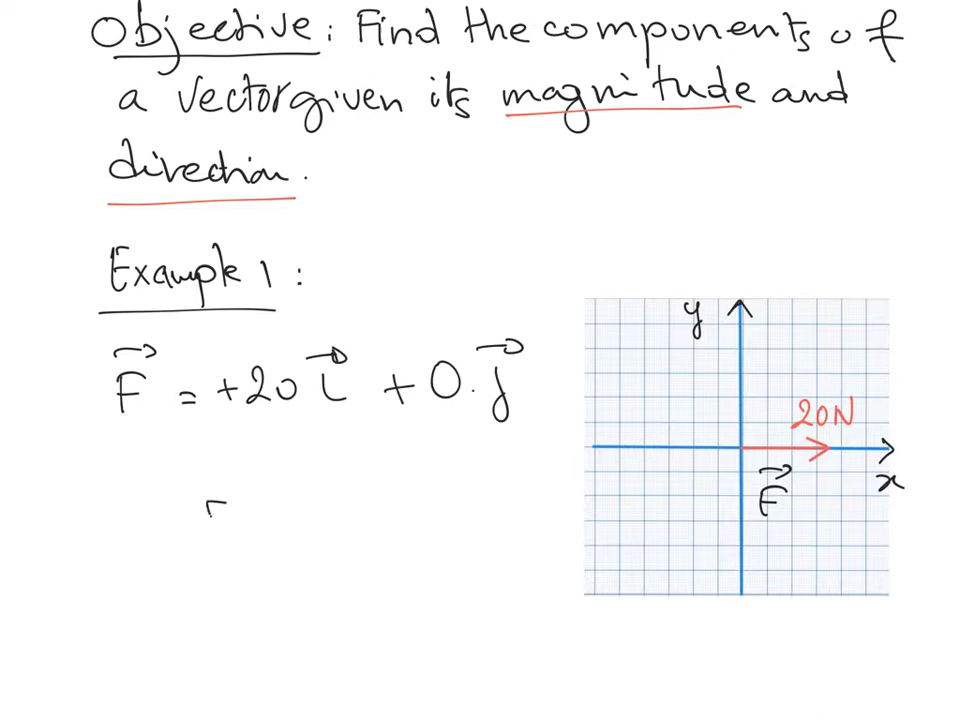 Objective: Find the components of
a vector given its magnitude and
direction.
Example 1:
F⃗ = +20 i⃗ + 0. j⃗
y
20N
x
F⃗